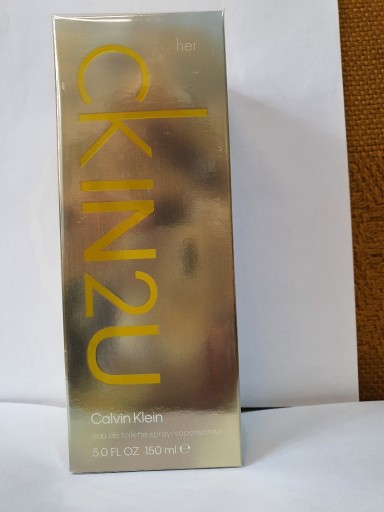 her
CKIN2U
Calvin Klein
eau de toilette spray/vaporisateur
5.0 FL. OZ. 150 ml ℮